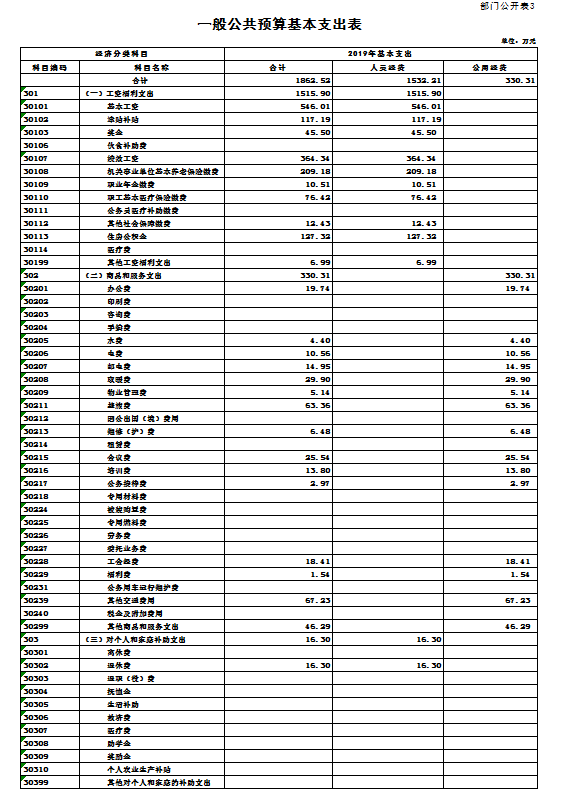 部门公开表3
一般公共预算基本支出表
单位：万元
经济分类科目 2019年基本支出
科目编码 科目名称 合计 人员经费 公用经费
合计 1862.52 1532.21 330.31
301 （一）工资福利支出 1515.90 1515.90
30101 基本工资 546.01 546.01
30102 津贴补贴 117.19 117.19
30103 奖金 45.50 45.50
30106 伙食补助费
30107 绩效工资 364.34 364.34
30108 机关事业单位基本养老保险缴费 209.18 209.18
30109 职业年金缴费 10.51 10.51
30110 职工基本医疗保险缴费 76.42 76.42
30111 公务员医疗补助缴费
30112 其他社会保障缴费 12.43 12.43
30113 住房公积金 127.32 127.32
30114 医疗费
30199 其他工资福利支出 6.99 6.99
302 （二）商品和服务支出 330.31 330.31
30201 办公费 19.74 19.74
30202 印刷费
30203 咨询费
30204 手续费
30205 水费 4.40 4.40
30206 电费 10.56 10.56
30207 邮电费 14.95 14.95
30208 取暖费 29.90 29.90
30209 物业管理费 5.14 5.14
30211 差旅费 63.36 63.36
30212 因公出国（境）费用
30213 维修（护）费 6.48 6.48
30214 租赁费
30215 会议费 25.54 25.54
30216 培训费 13.80 13.80
30217 公务接待费 2.97 2.97
30218 专用材料费
30224 被装购置费
30225 专用燃料费
30226 劳务费
30227 委托业务费
30228 工会经费 18.41 18.41
30229 福利费 1.54 1.54
30231 公务用车运行维护费
30239 其他交通费用 67.23 67.23
30240 税金及附加费用
30299 其他商品和服务支出 46.29 46.29
303 （三）对个人和家庭补助支出 16.30 16.30
30301 离休费
30302 退休费 16.30 16.30
30303 退职（役）费
30304 抚恤金
30305 生活补助
30306 救济费
30307 医疗费
30308 助学金
30309 奖励金
30310 个人农业生产补贴
30399 其他对个人和家庭的补助支出